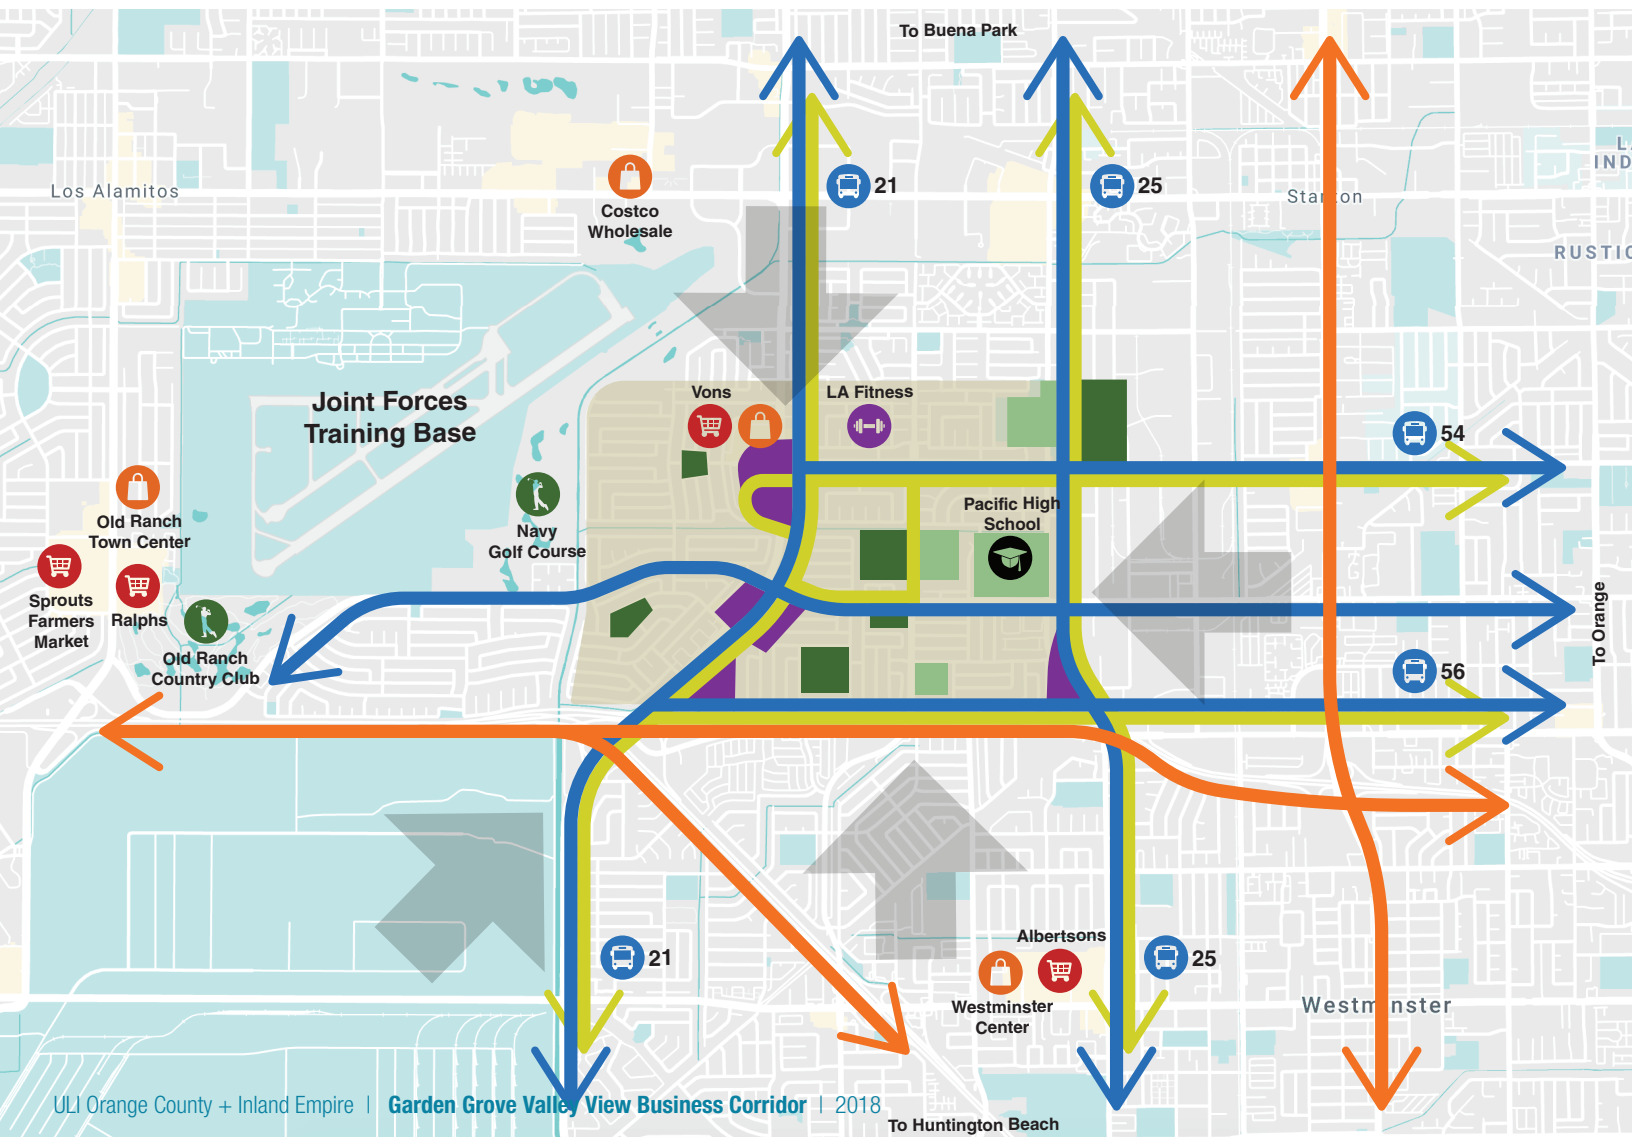 To Buena Park
21
25
Los Alamitos
Costco
Wholesale
Stanton
RUSTIC
Vons
LA Fitness
Joint Forces
Training Base
54
Old Ranch
Town Center
Navy
Golf Course
Pacific High
School
Sprouts
Farmers
Market
Ralphs
Old Ranch
Country Club
To Orange
56
21
Albertsons
25
Westminster
Center
Westminster
ULI Orange County + Inland Empire | Garden Grove Valley View Business Corridor | 2018
To Huntington Beach